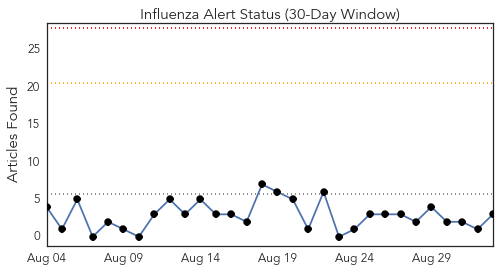 Influenza Alert Status (30-Day Window)
Articles Found
25
20
15
10
5
0
Aug 04 Aug 09 Aug 14 Aug 19 Aug 24 Aug 29